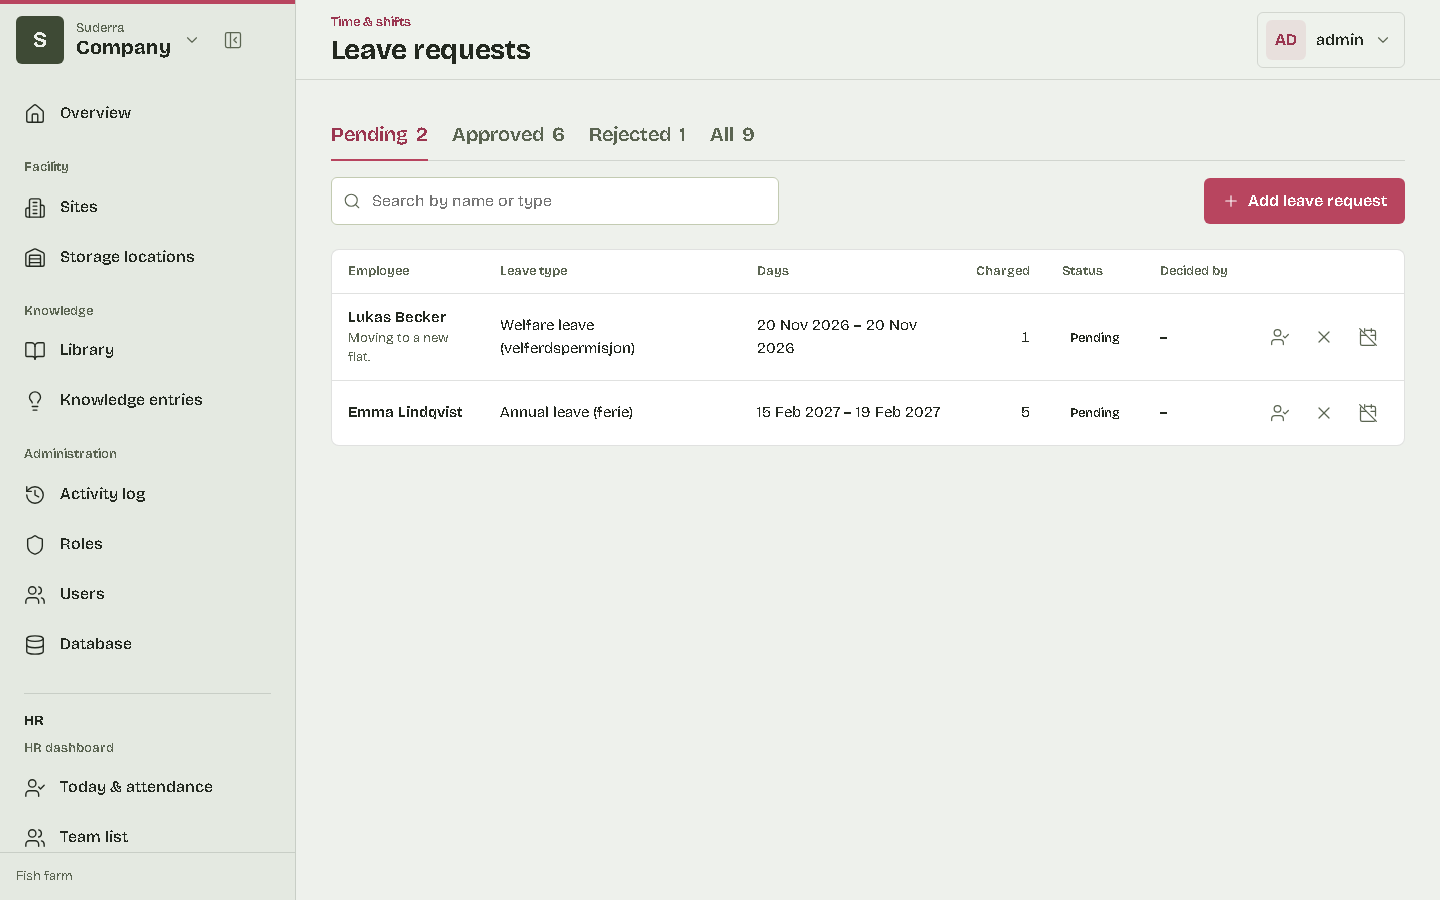 S
Suderra
Company
Time & shifts
Leave requests
AD
admin
Overview
Facility
Sites
Storage locations
Knowledge
Library
Knowledge entries
Administration
Activity log
Roles
Users
Database
HR
HR dashboard
Today & attendance
Team list
Fish farm
Pending 2
Approved 6
Rejected 1
All 9
Search by name or type
Add leave request
Employee
Leave type
Days
Charged
Status
Decided by
Lukas Becker
Moving to a new
flat.
Welfare leave
(velferdspermisjon)
20 Nov 2026 – 20 Nov
2026
1
Pending
–
Emma Lindqvist
Annual leave (ferie)
15 Feb 2027 – 19 Feb 2027
5
Pending
–